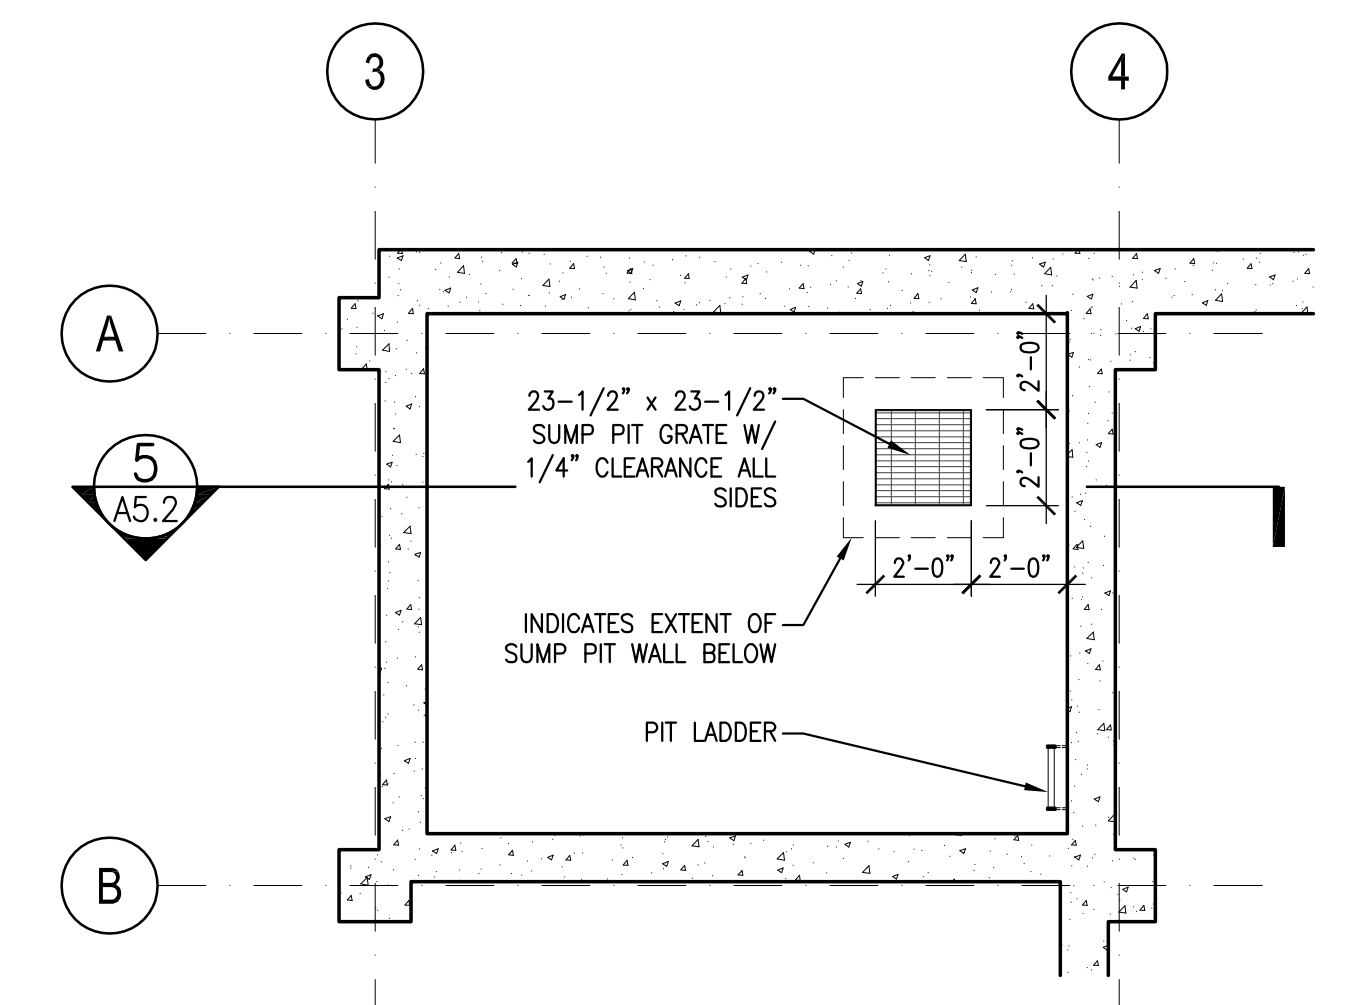 3
4
A
2'-0"
23-1/2" x 23-1/2"
SUMP PIT GRATE W/
1/4" CLEARANCE ALL
SIDES
2'-0"
5
A5.2
2'-0" 2'-0"
INDICATES EXTENT OF
SUMP PIT WALL BELOW
PIT LADDER
B